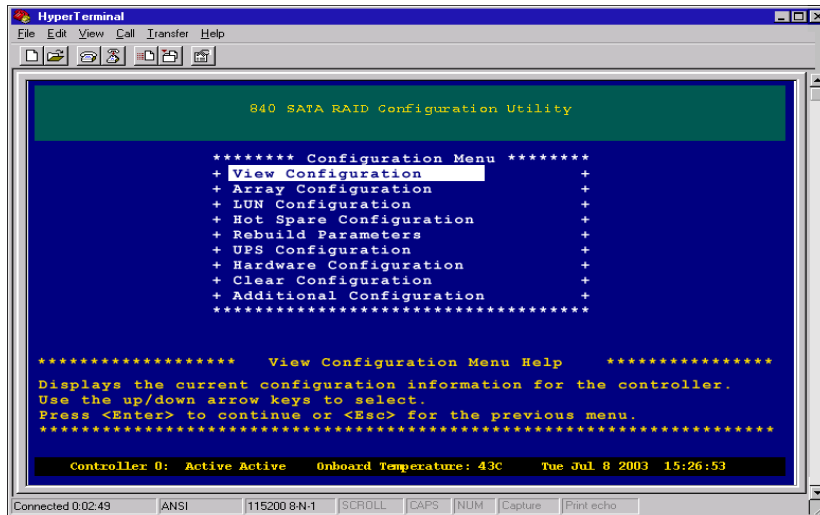 HyperTerminal
File Edit View Call Transfer Help
840 SATA RAID Configuration Utility
******** Configuration Menu ********
+ View Configuration +
+ Array Configuration +
+ LUN Configuration +
+ Hot Spare Configuration +
+ Rebuild Parameters +
+ UPS Configuration +
+ Hardware Configuration +
+ Clear Configuration +
+ Additional Configuration +
************************************
******************* View Configuration Menu Help ****************
Displays the current configuration information for the controller.
Use the up/down arrow keys to select.
Press <Enter> to continue or <Esc> for the previous menu.
**********************************************************************
Controller 0: Active Active Onboard Temperature: 43C Tue Jul 8 2003 15:26:53
Connected 0:02:49 ANSI 115200 8-N-1 SCROLL CAPS NUM Capture Print echo